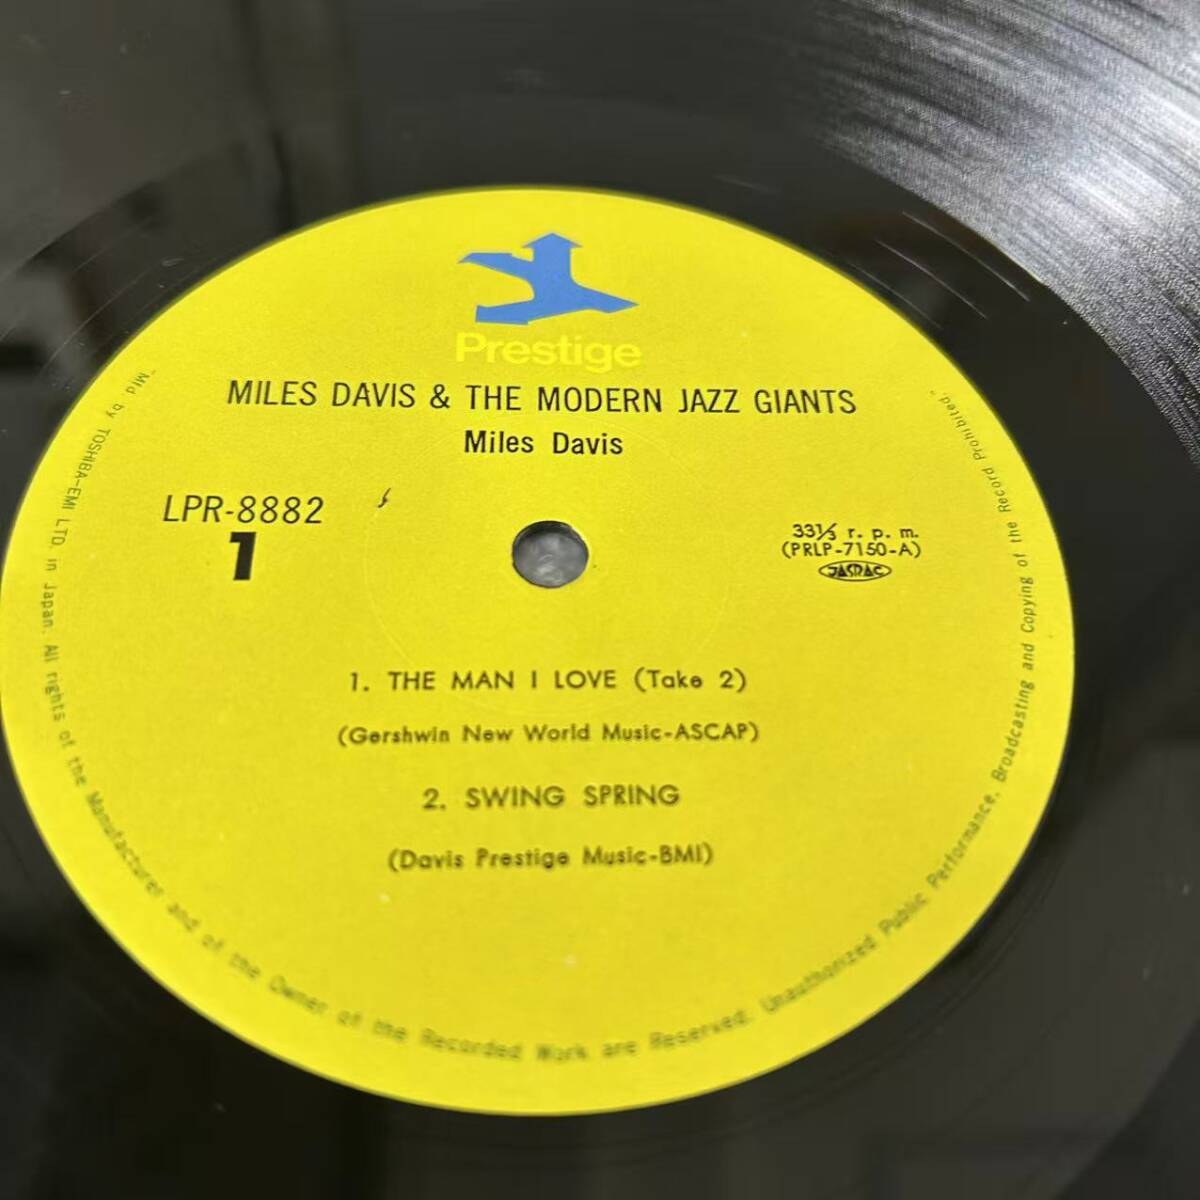 Prestige
MILES DAVIS & THE MODERN JAZZ GIANTS
Miles Davis
LPR-8882
1
33⅓ r. p. m.
(PRLP-7150-A)
JASRAC
1. THE MAN I LOVE (Take 2)
(Gershwin New World Music-ASCAP)
2. SWING SPRING
(Davis Prestige Music-BMI)
"Mfd by TOSHIBA-EMI LTD. in Japan. All rights of the Manufacturer and of the Owner of the Recorded Work are Reserved. Unauthorized Public Performance, Broadcasting and Copying of the Record Prohibited."